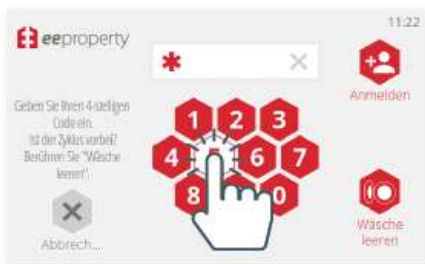 11:22
eeproperty
*
Anmelden
Geben Sie Ihren 4-stelligen
Code ein.
Ist der Zyklus vorbei?
Berühren Sie "Wäsche
leeren".
1 2 3
4 5 6 7
8 0
Abbrech...
Wäsche
leeren